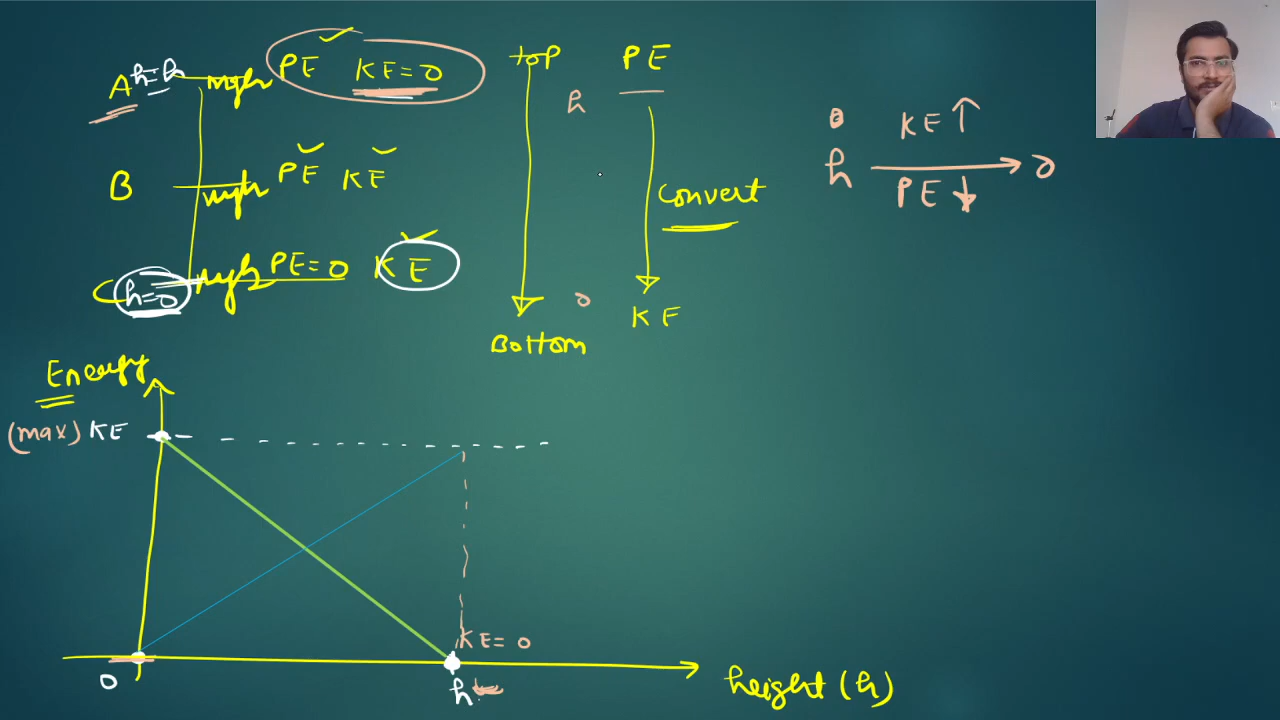 A h=h mgh PE KE=0
B mgh PE KE
C h=0 mgh PE=0 KE
top PE
h
convert
0
KE
Bottom
0 KE↑
h → 0
PE↓
Energy
(max) KE
KE=0
0 h
height (h)